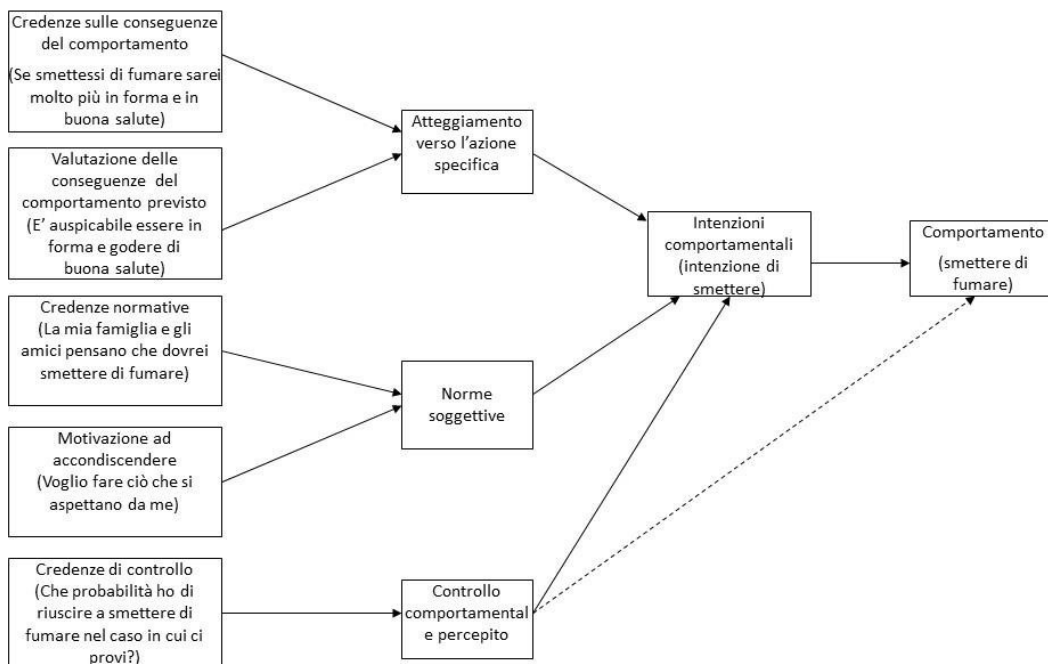 Credenze sulle conseguenze
del comportamento
(Se smettessi di fumare sarei
molto più in forma e in
buona salute)
Valutazione delle
conseguenze del
comportamento previsto
(E' auspicabile essere in
forma e godere di
buona salute)
Credenze normative
(La mia famiglia e gli
amici pensano che dovrei
smettere di fumare)
Motivazione ad
accondiscendere
(Voglio fare ciò che si
aspettano da me)
Credenze di controllo
(Che probabilità ho di
riuscire a smettere di
fumare nel caso in cui ci
provi?)
Atteggiamento
verso l'azione
specifica
Norme
soggettive
Controllo
comportamental
e percepito
Intenzioni
comportamentali
(intenzione di
smettere)
Comportamento
(smettere di
fumare)